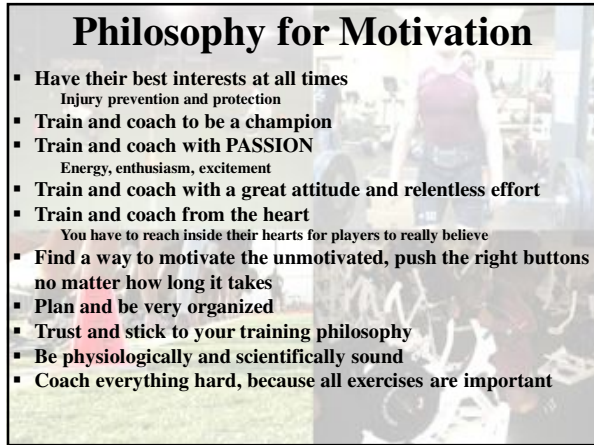 Philosophy for Motivation
▪ Have their best interests at all times
Injury prevention and protection
▪ Train and coach to be a champion
▪ Train and coach with PASSION
Energy, enthusiasm, excitement
▪ Train and coach with a great attitude and relentless effort
▪ Train and coach from the heart
You have to reach inside their hearts for players to really believe
▪ Find a way to motivate the unmotivated, push the right buttons
no matter how long it takes
▪ Plan and be very organized
▪ Trust and stick to your training philosophy
▪ Be physiologically and scientifically sound
▪ Coach everything hard, because all exercises are important